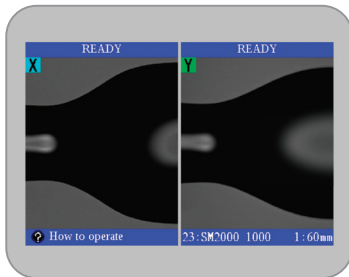 READY
READY
X
Y
? How to operate
23:SM2000 1000 1:60mm